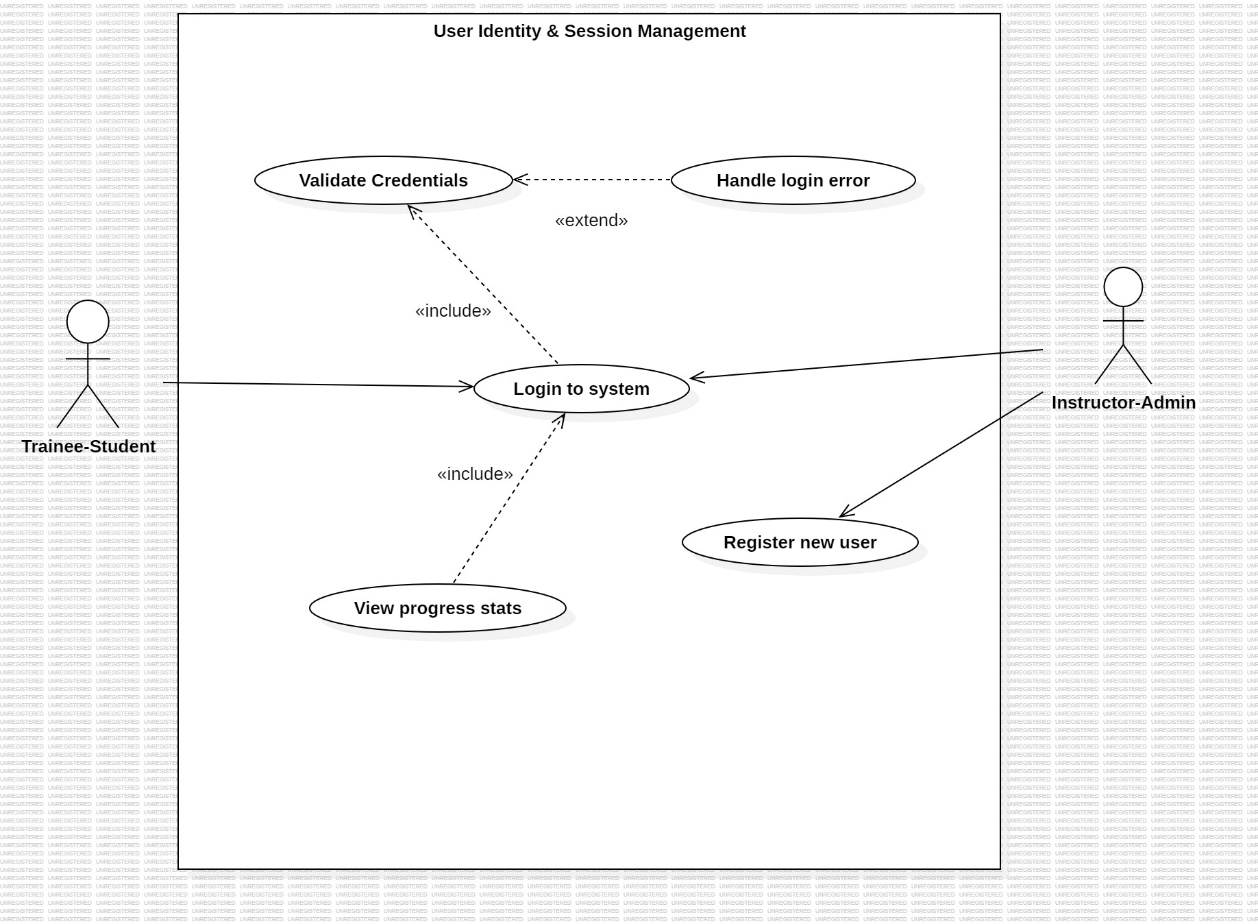 User Identity & Session Management
Validate Credentials
Handle login error
«extend»
«include»
Login to system
Trainee-Student
Instructor-Admin
«include»
Register new user
View progress stats
UNREGISTERED